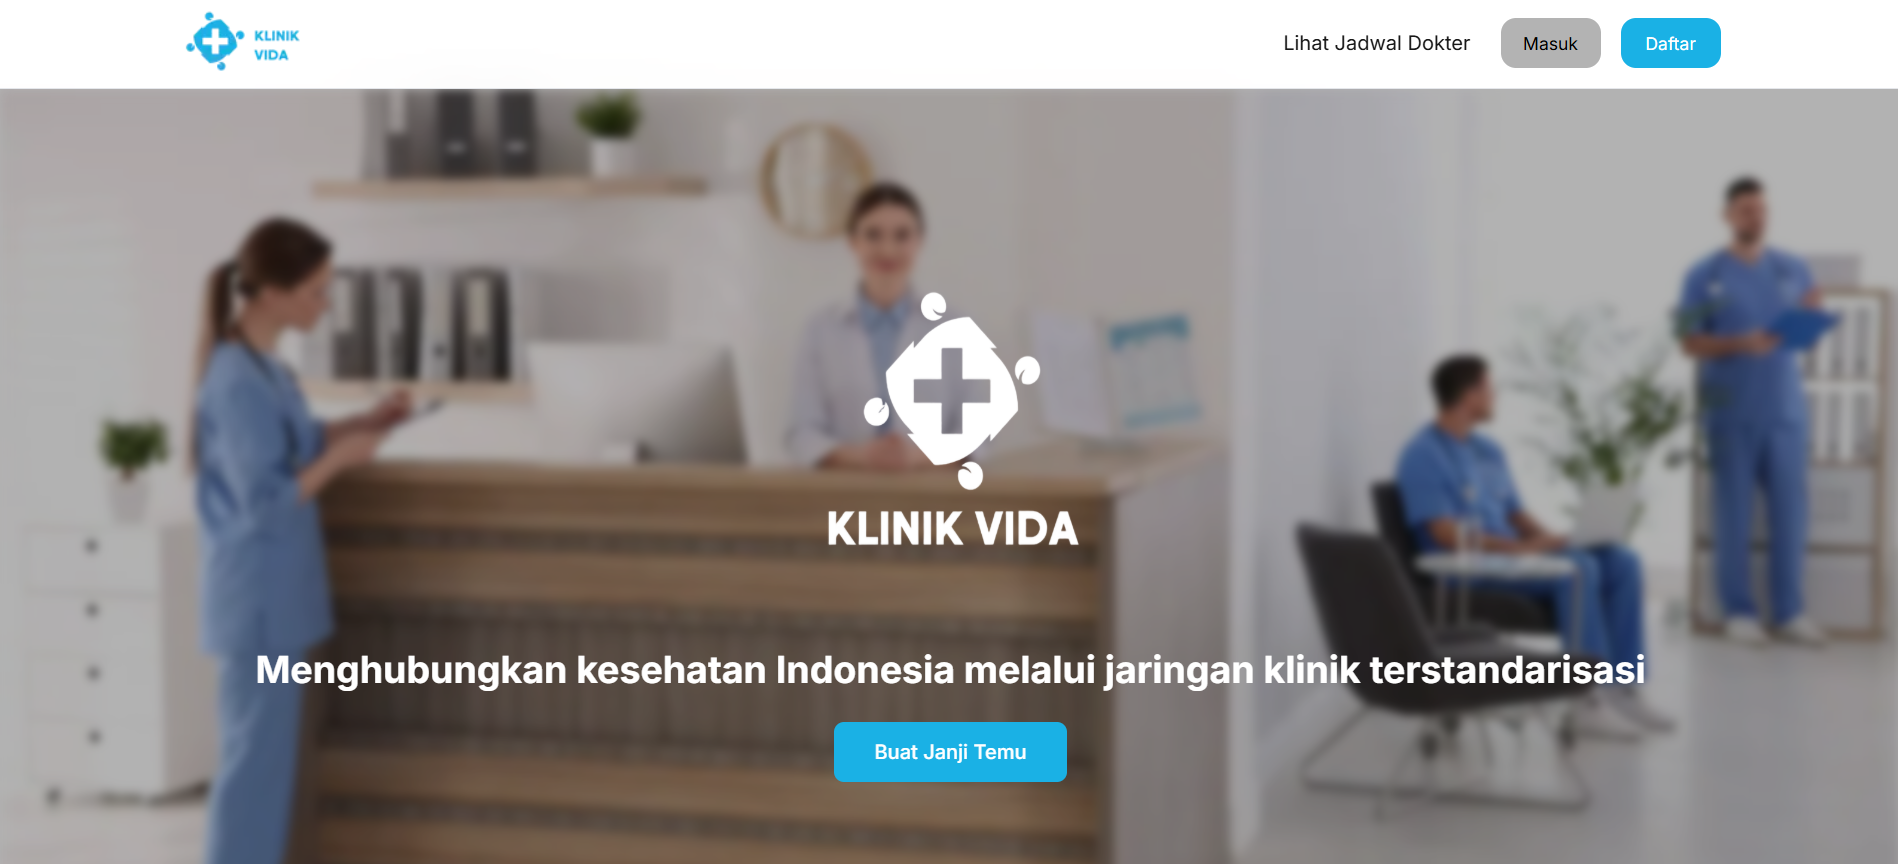 KLINIK
VIDA
Lihat Jadwal Dokter
Masuk
Daftar
KLINIK VIDA
Menghubungkan kesehatan Indonesia melalui jaringan klinik terstandarisasi
Buat Janji Temu